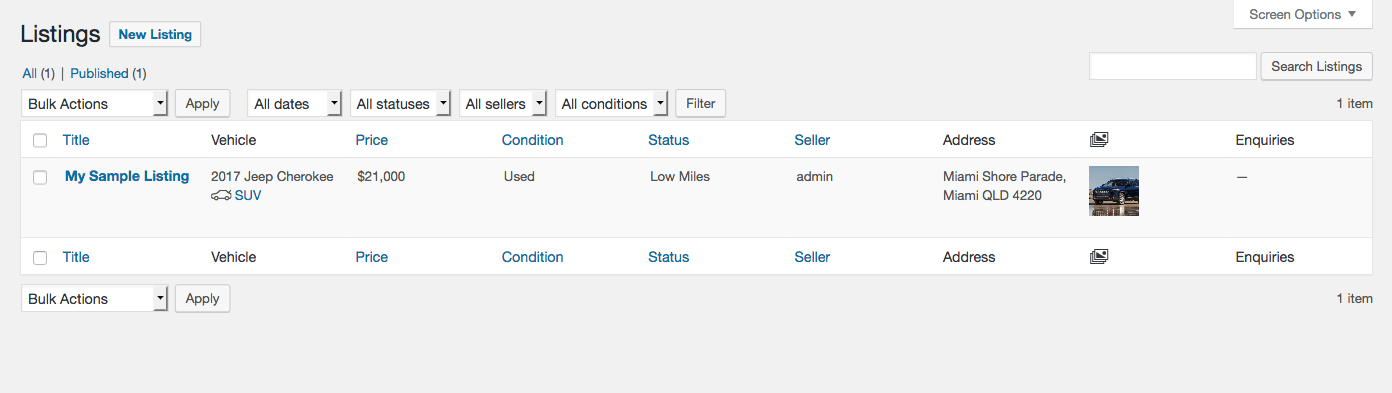 Screen Options
Listings New Listing
All (1) | Published (1)
Search Listings
Bulk Actions Apply All dates All statuses All sellers All conditions Filter 1 item
Title Vehicle Price Condition Status Seller Address Enquiries
My Sample Listing 2017 Jeep Cherokee $21,000 Used Low Miles admin Miami Shore Parade, —
SUV Miami QLD 4220
Title Vehicle Price Condition Status Seller Address Enquiries
Bulk Actions Apply 1 item